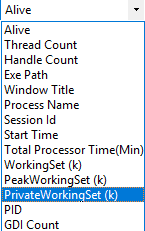 Alive
Alive
Thread Count
Handle Count
Exe Path
Window Title
Process Name
Session Id
Start Time
Total Processor Time(Min)
WorkingSet (k)
PeakWorkingSet (k)
PrivateWorkingSet (k)
PID
GDI Count